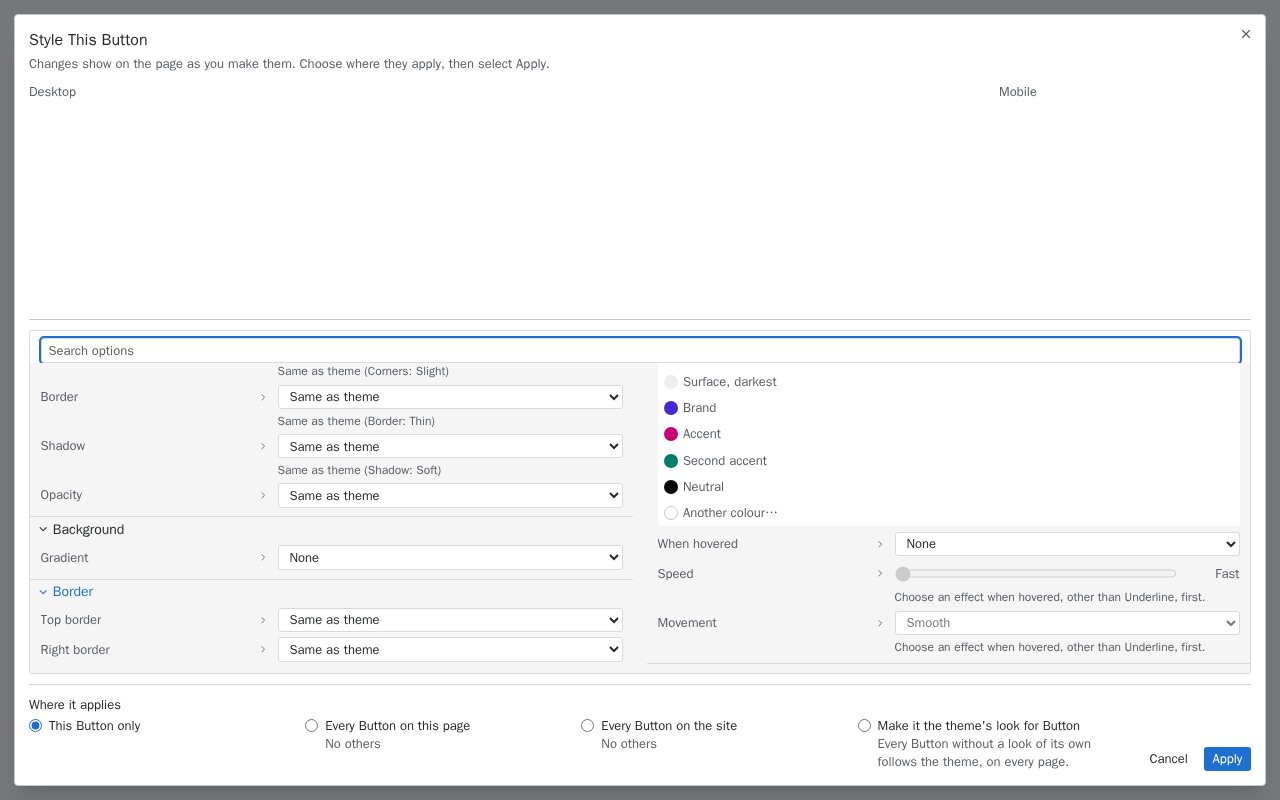 Style This Button
Changes show on the page as you make them. Choose where they apply, then select Apply.
Desktop
Mobile
Search options
Same as theme (Corners: Slight)
Border
Same as theme
Same as theme (Border: Thin)
Shadow
Same as theme
Same as theme (Shadow: Soft)
Opacity
Same as theme
Background
Gradient
None
Border
Top border
Same as theme
Right border
Same as theme
Surface, darkest
Brand
Accent
Second accent
Neutral
Another colour…
When hovered
None
Speed
Fast
Choose an effect when hovered, other than Underline, first.
Movement
Smooth
Choose an effect when hovered, other than Underline, first.
Where it applies
This Button only
Every Button on this page
No others
Every Button on the site
No others
Make it the theme's look for Button
Every Button without a look of its own
follows the theme, on every page.
Cancel
Apply